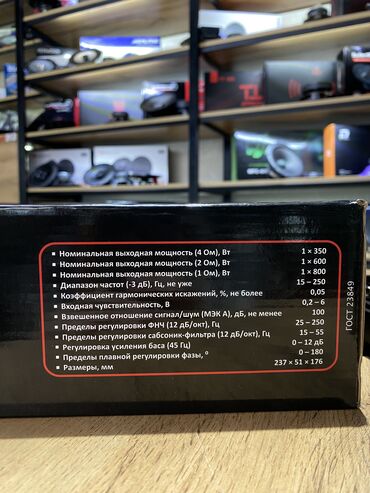 Номинальная выходная мощность (4 Ом), Вт 1 × 350
Номинальная выходная мощность (2 Ом), Вт 1 × 600
Номинальная выходная мощность (1 Ом), Вт 1 × 800
Диапазон частот (-3 дБ), Гц, не уже 15 – 250
Коэффициент гармонических искажений, %, не более 0,05
Входная чувствительность, В 0,2 – 6
Взвешенное отношение сигнал/шум (МЭК А), дБ, не менее 100
Пределы регулировки ФНЧ (12 дБ/окт), Гц 25 – 250
Пределы регулировки сабсоник-фильтра (12 дБ/окт), Гц 15 – 55
Регулировка усиления баса (45 Гц) 0 – 12 дБ
Пределы плавной регулировки фазы, ° 0 – 180
Размеры, мм 237 × 51 × 176
ГОСТ 23849